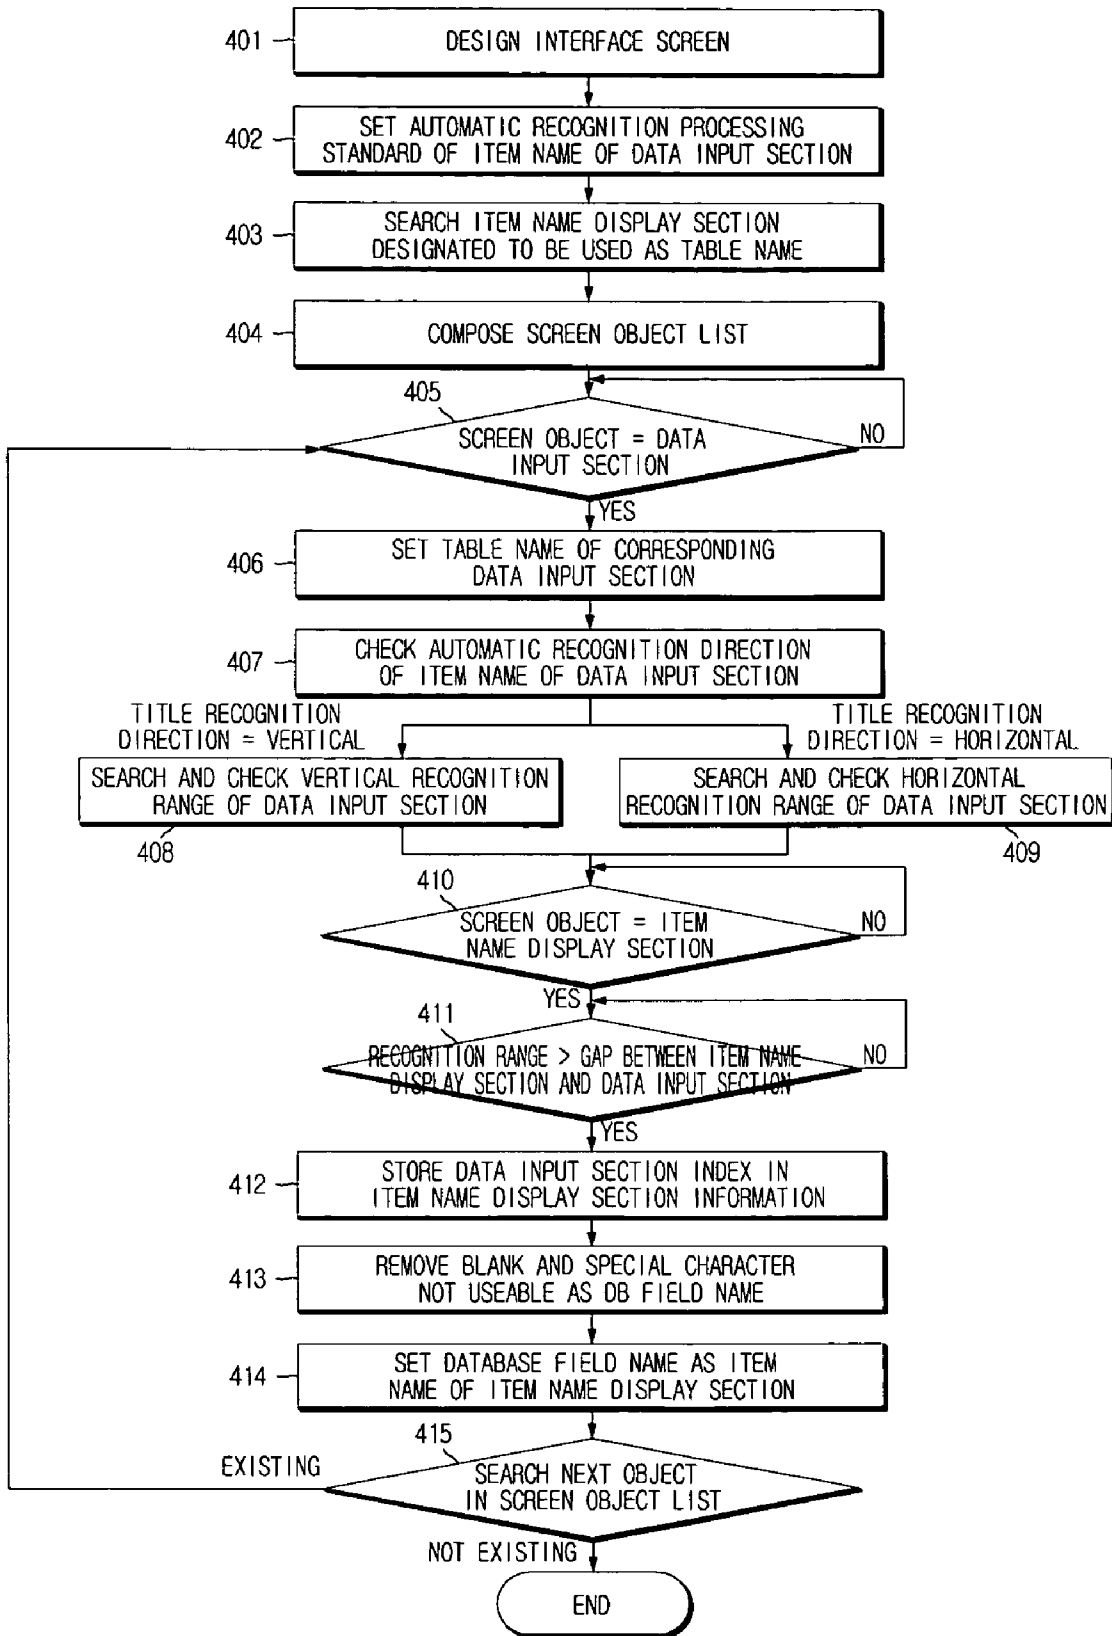 401
DESIGN INTERFACE SCREEN
402
SET AUTOMATIC RECOGNITION PROCESSING
STANDARD OF ITEM NAME OF DATA INPUT SECTION
403
SEARCH ITEM NAME DISPLAY SECTION
DESIGNATED TO BE USED AS TABLE NAME
404
COMPOSE SCREEN OBJECT LIST
405
SCREEN OBJECT = DATA
INPUT SECTION
NO
YES
406
SET TABLE NAME OF CORRESPONDING
DATA INPUT SECTION
407
CHECK AUTOMATIC RECOGNITION DIRECTION
OF ITEM NAME OF DATA INPUT SECTION
TITLE RECOGNITION
DIRECTION = VERTICAL
TITLE RECOGNITION
DIRECTION = HORIZONTAL
SEARCH AND CHECK VERTICAL RECOGNITION
RANGE OF DATA INPUT SECTION
408
SEARCH AND CHECK HORIZONTAL
RECOGNITION RANGE OF DATA INPUT SECTION
409
410
SCREEN OBJECT = ITEM
NAME DISPLAY SECTION
NO
YES
411
RECOGNITION RANGE > GAP BETWEEN ITEM NAME
DISPLAY SECTION AND DATA INPUT SECTION
NO
YES
412
STORE DATA INPUT SECTION INDEX IN
ITEM NAME DISPLAY SECTION INFORMATION
413
REMOVE BLANK AND SPECIAL CHARACTER
NOT USEABLE AS DB FIELD NAME
414
SET DATABASE FIELD NAME AS ITEM
NAME OF ITEM NAME DISPLAY SECTION
415
EXISTING
SEARCH NEXT OBJECT
IN SCREEN OBJECT LIST
NOT EXISTING
END